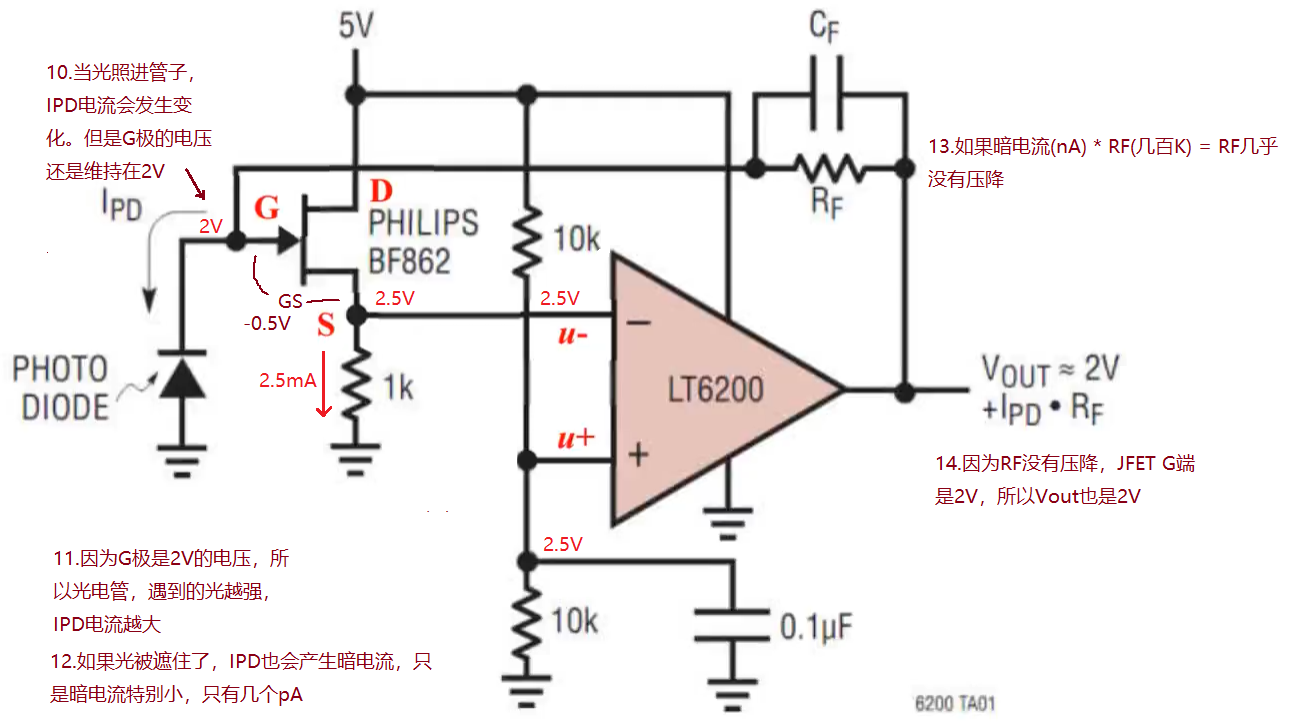 5V
CF
10.当光照进管子，
IPD电流会发生变
化。但是G极的电压
还是维持在2V
13.如果暗电流(nA) * RF(几百K) = RF几乎
没有压降
IPD
D
RF
G
PHILIPS
BF862
2V
10k
GS
-0.5V
2.5V
2.5V
S
u-
PHOTO
DIODE
2.5mA
1k
LT6200
VOUT ≈ 2V
+IPD • RF
u+
14.因为RF没有压降，JFET G端
是2V，所以Vout也是2V
2.5V
11.因为G极是2V的电压，所
以光电管，遇到的光越强，
IPD电流越大
10k
0.1µF
12.如果光被遮住了，IPD也会产生暗电流，只
是暗电流特别小，只有几个pA
6200 TA01